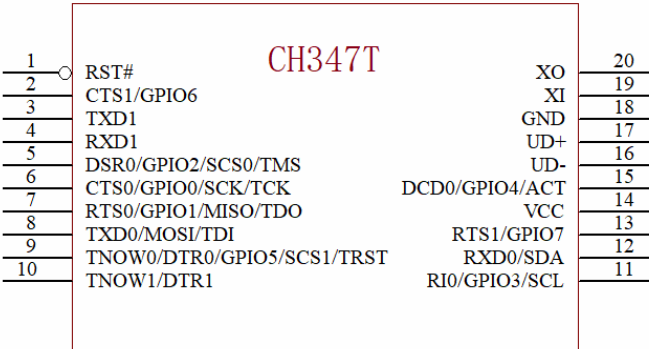 CH347T
1 RST# XO 20
2 CTS1/GPIO6 XI 19
3 TXD1 GND 18
4 RXD1 UD+ 17
5 DSR0/GPIO2/SCS0/TMS UD- 16
6 CTS0/GPIO0/SCK/TCK DCD0/GPIO4/ACT 15
7 RTS0/GPIO1/MISO/TDO VCC 14
8 TXD0/MOSI/TDI RTS1/GPIO7 13
9 TNOW0/DTR0/GPIO5/SCS1/TRST RXD0/SDA 12
10 TNOW1/DTR1 RI0/GPIO3/SCL 11